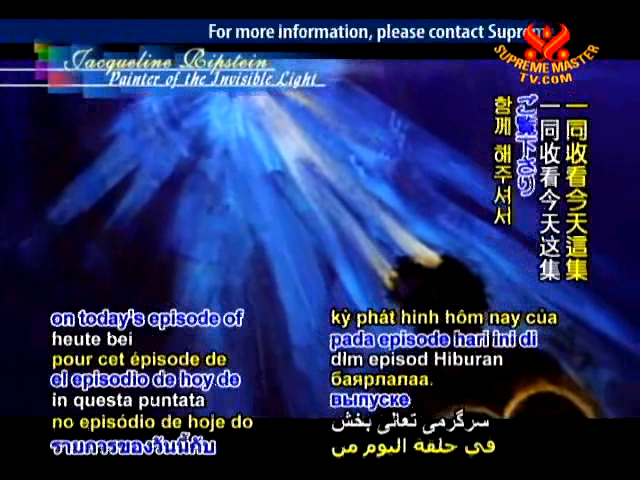 For more information, please contact Suprem
SUPREME MASTER
TV.COM
Jacqueline Ripstein
Painter of the Invisible Light
一同收看今天這集
一同收看今天这集
ご覧下さり
함께 해주셔서
on today's episode of
heute bei
pour cet épisode de
el episodio de hoy de
in questa puntata
no episódio de hoje do
รายการของวันนี้กับ
kỳ phát hình hôm nay của
pada episode hari ini di
dlm episod Hiburan
баярлалаа.
выпуске
سرگرمی تعالی بخش
في حلقة اليوم من